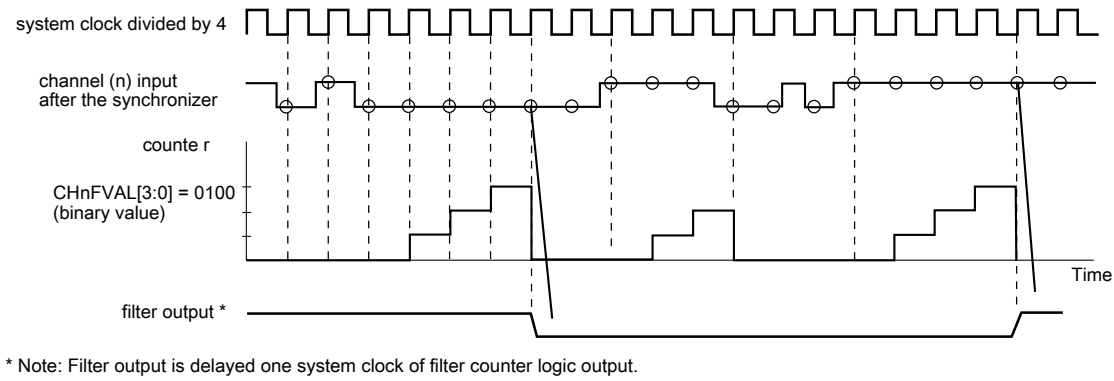 system clock divided by 4
channel (n) input
after the synchronizer
counte r
CHnFVAL[3:0] = 0100
(binary value)
Time
filter output *
* Note: Filter output is delayed one system clock of filter counter logic output.